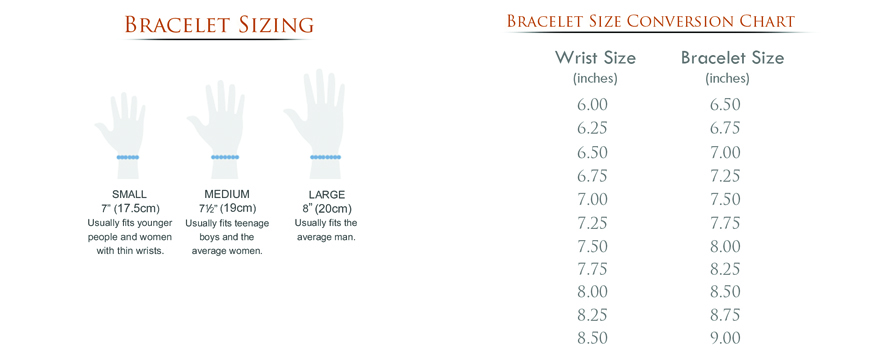 BRACELET SIZING
SMALL
7" (17.5cm)
Usually fits younger
people and women
with thin wrists.
MEDIUM
7½" (19cm)
Usually fits teenage
boys and the
average women.
LARGE
8" (20cm)
Usually fits the
average man.
BRACELET SIZE CONVERSION CHART
Wrist Size Bracelet Size
(inches) (inches)
6.00 6.50
6.25 6.75
6.50 7.00
6.75 7.25
7.00 7.50
7.25 7.75
7.50 8.00
7.75 8.25
8.00 8.50
8.25 8.75
8.50 9.00